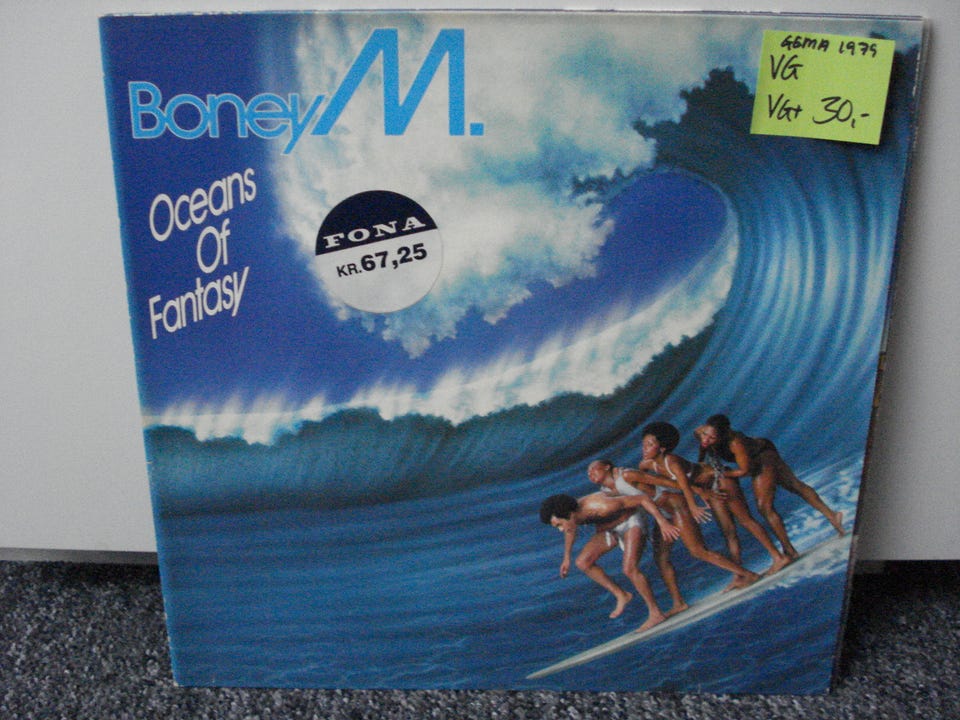 Boney M.
Oceans
Of
Fantasy
FONA
KR.67,25
GEMA 1979
VG
VG+ 30,-